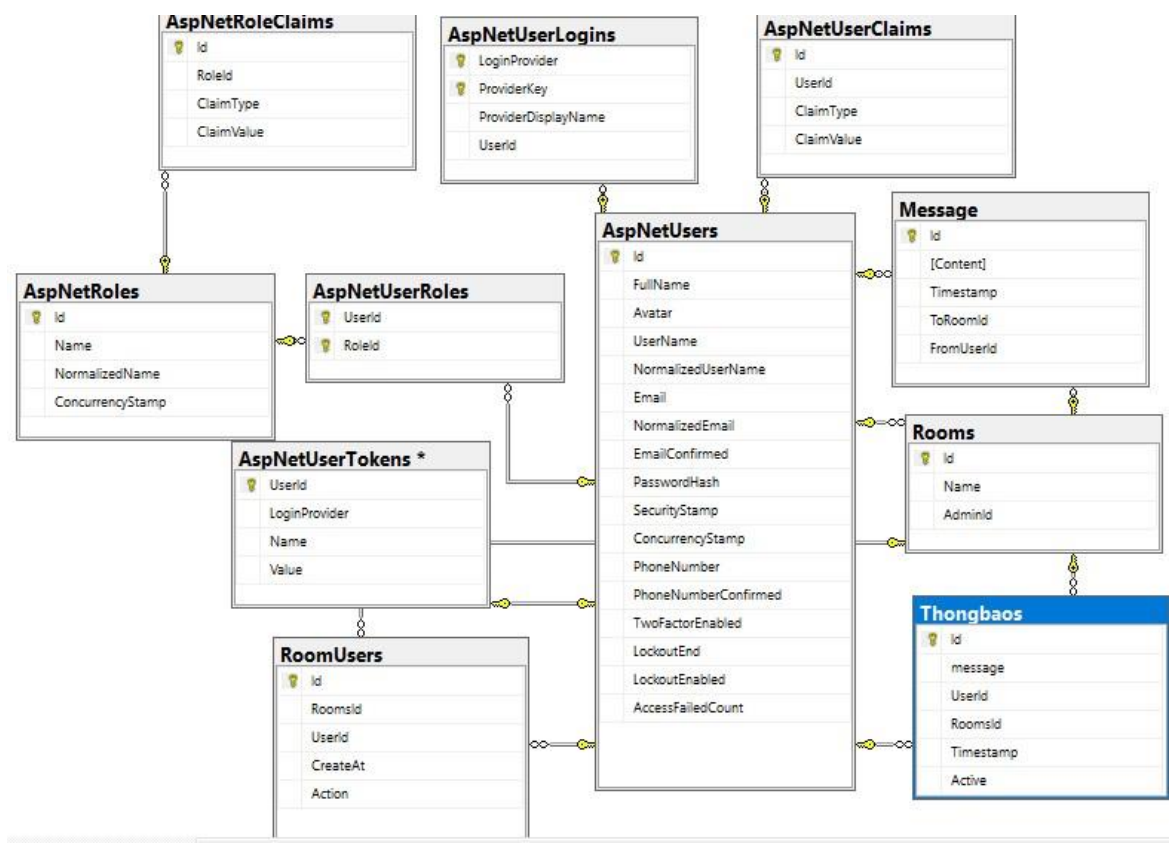 AspNetRoleClaims
Id
RoleId
ClaimType
ClaimValue
AspNetUserLogins
LoginProvider
ProviderKey
ProviderDisplayName
UserId
AspNetUserClaims
Id
UserId
ClaimType
ClaimValue
AspNetRoles
Id
Name
NormalizedName
ConcurrencyStamp
AspNetUserRoles
UserId
RoleId
AspNetUsers
Id
FullName
Avatar
UserName
NormalizedUserName
Email
NormalizedEmail
EmailConfirmed
PasswordHash
SecurityStamp
ConcurrencyStamp
PhoneNumber
PhoneNumberConfirmed
TwoFactorEnabled
LockoutEnd
LockoutEnabled
AccessFailedCount
Message
Id
[Content]
Timestamp
ToRoomId
FromUserId
Rooms
Id
Name
AdminId
AspNetUserTokens *
UserId
LoginProvider
Name
Value
RoomUsers
Id
RoomsId
UserId
CreateAt
Action
Thongbaos
Id
message
UserId
RoomsId
Timestamp
Active